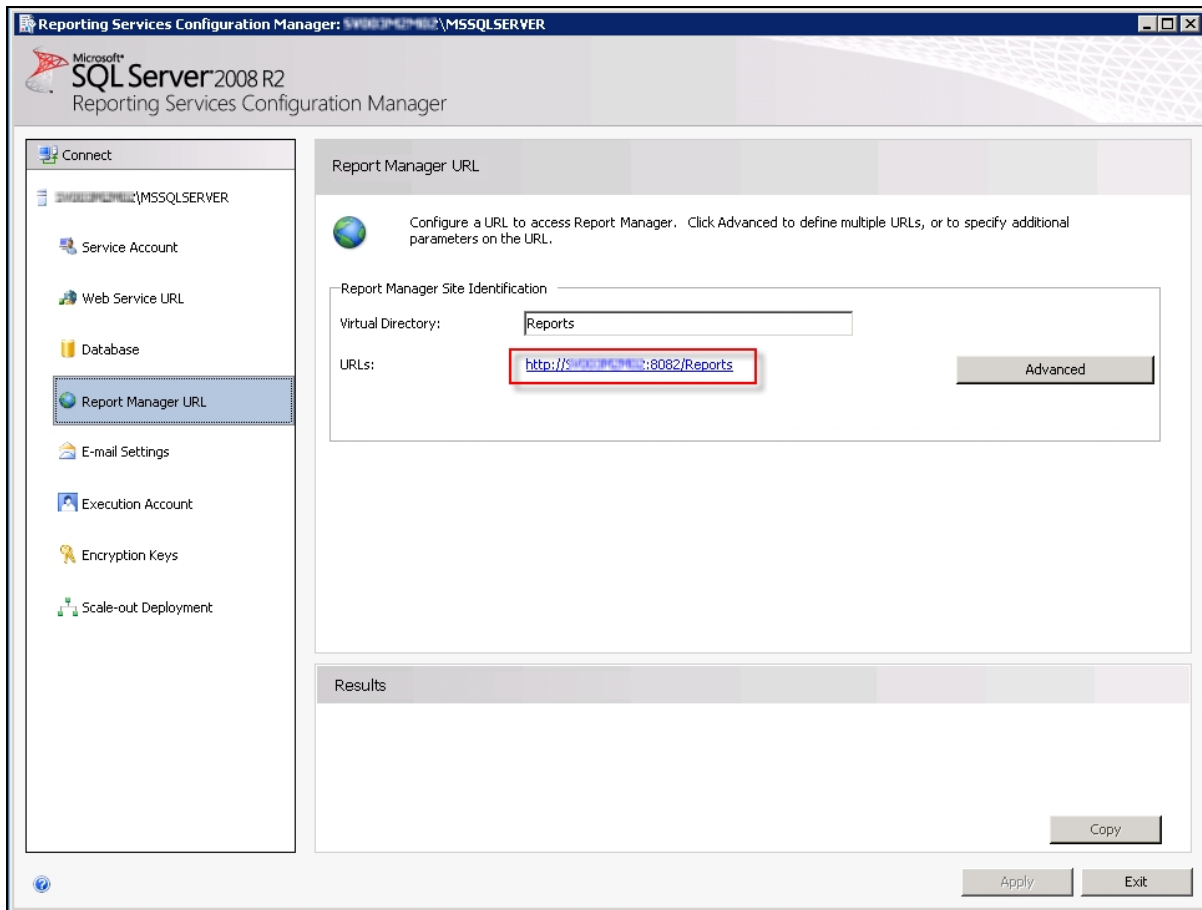 Reporting Services Configuration Manager: \MSSQLSERVER
Microsoft®
SQL Server® 2008 R2
Reporting Services Configuration Manager
Connect
\MSSQLSERVER
Service Account
Web Service URL
Database
Report Manager URL
E-mail Settings
Execution Account
Encryption Keys
Scale-out Deployment
Report Manager URL
Configure a URL to access Report Manager. Click Advanced to define multiple URLs, or to specify additional
parameters on the URL.
Report Manager Site Identification
Virtual Directory: Reports
URLs: http:// :8082/Reports
Advanced
Results
Copy
Apply Exit